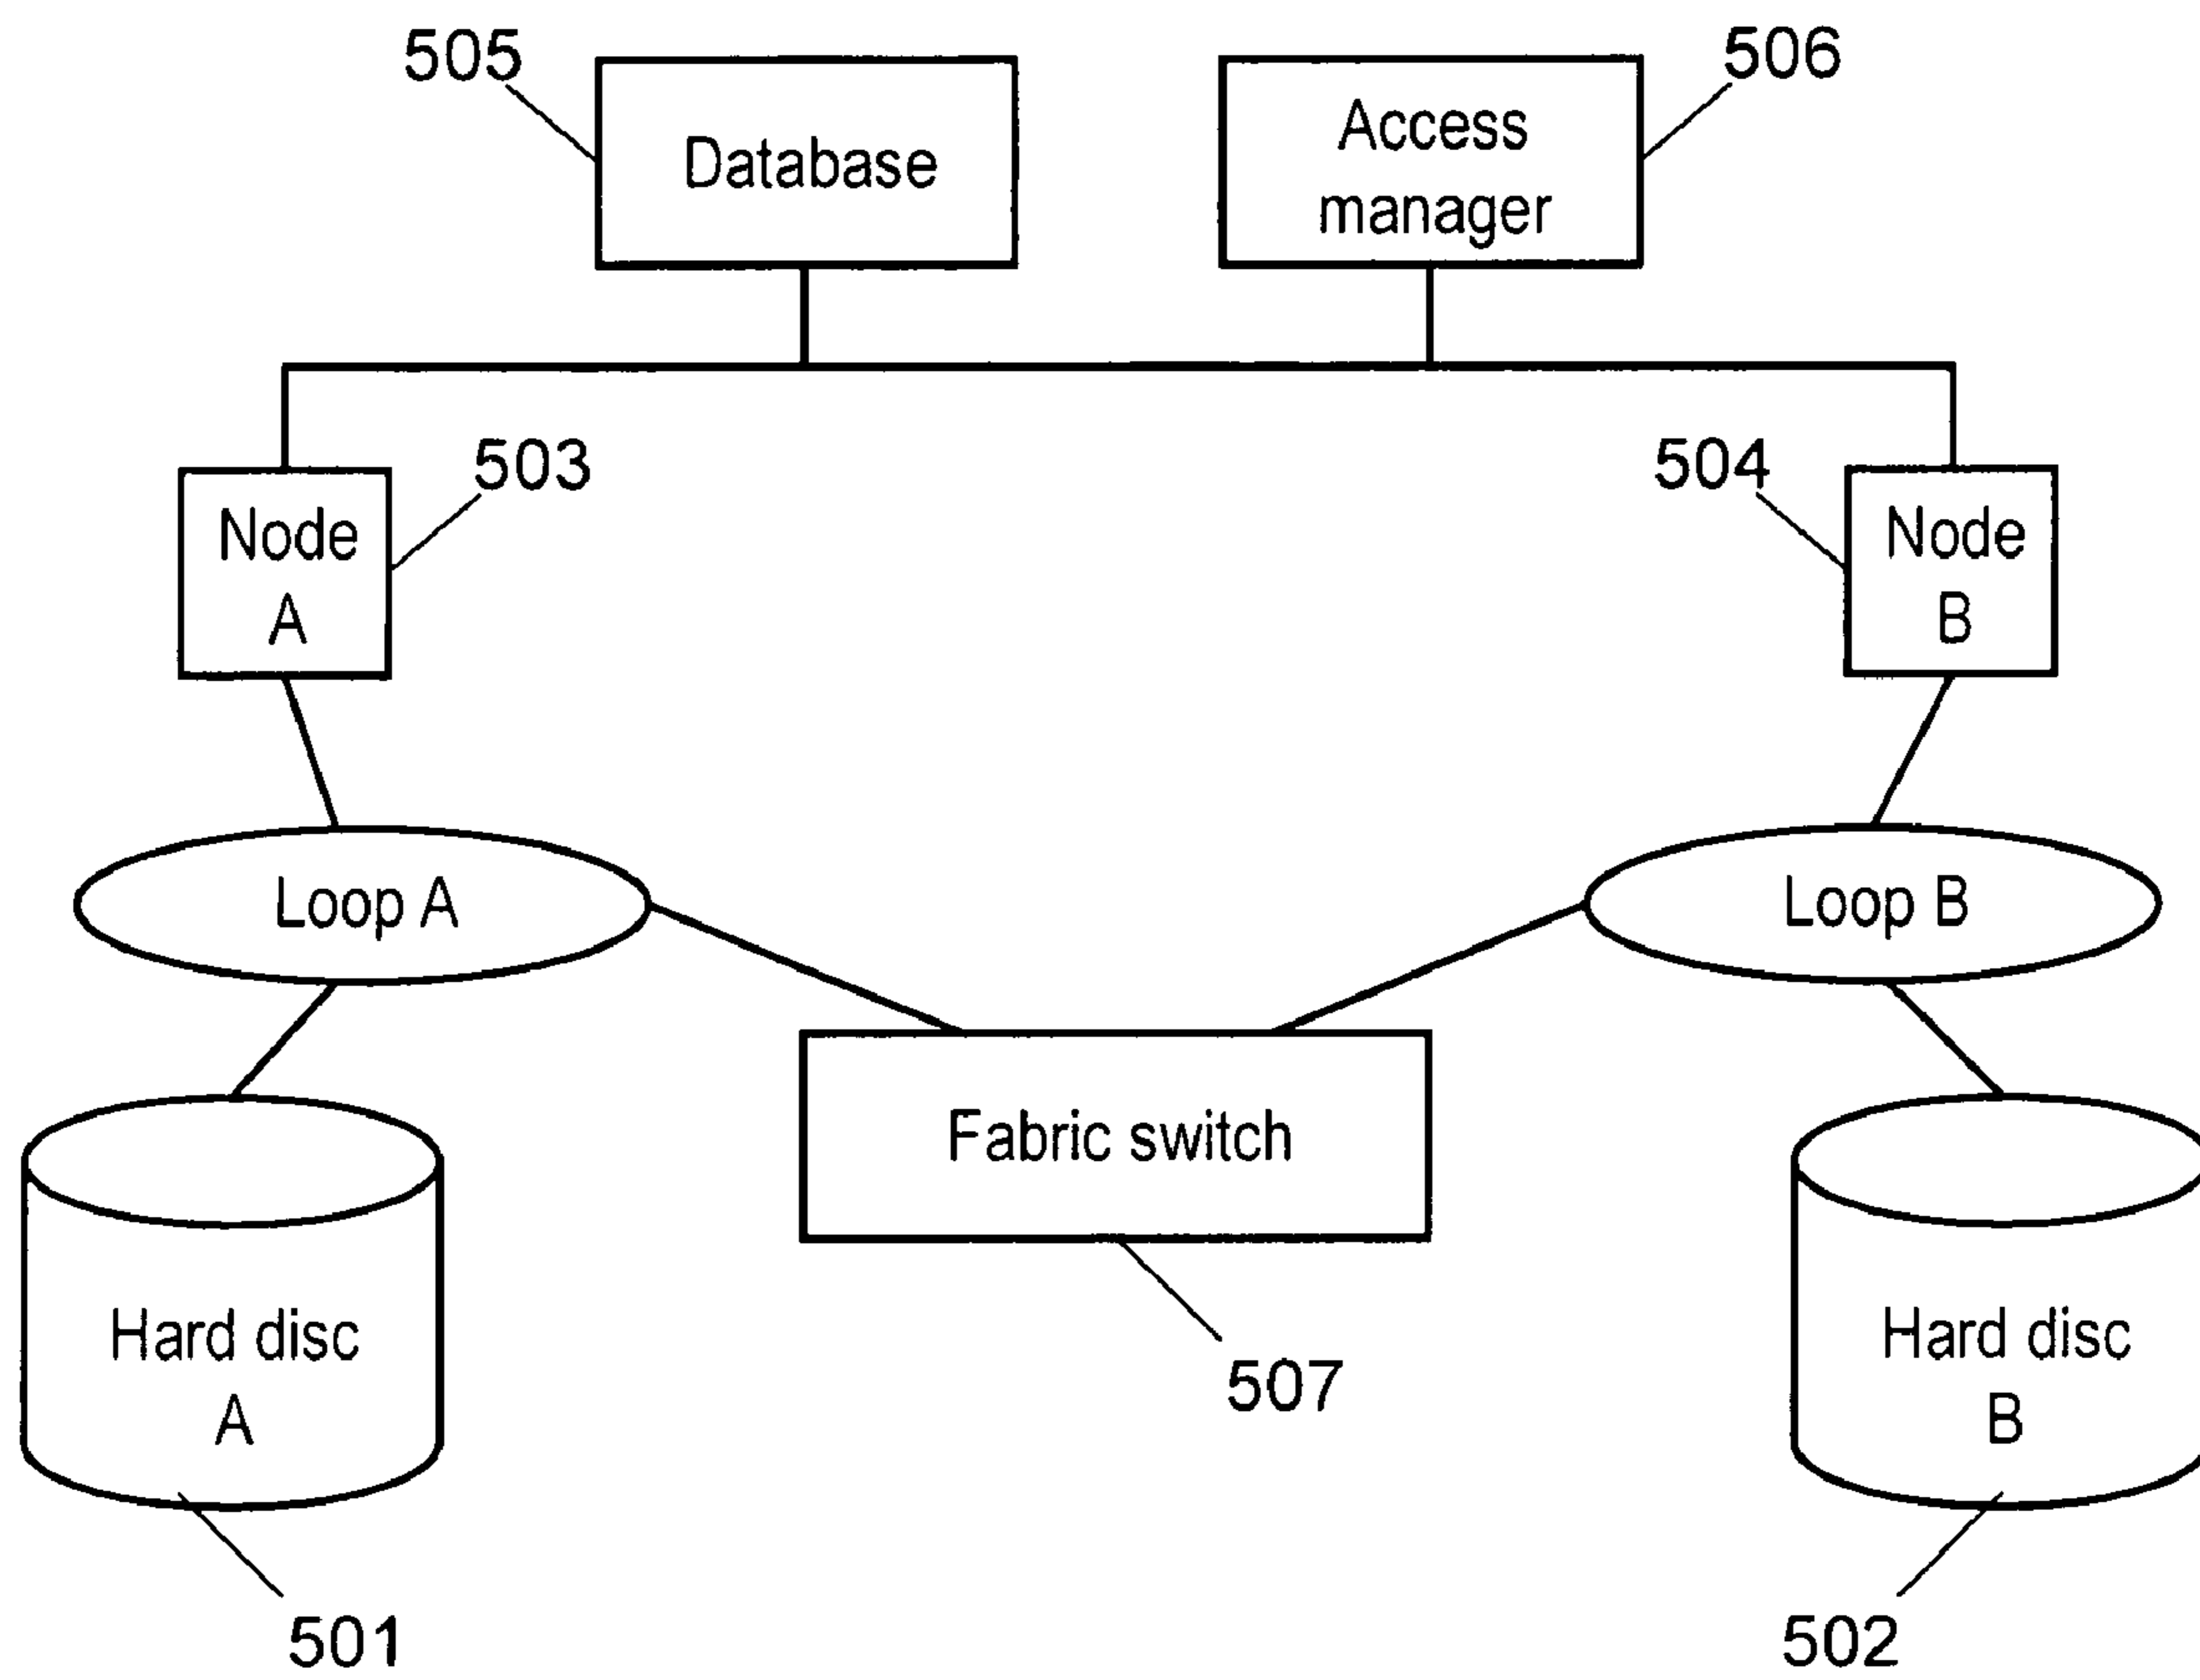 505
506
Database
Access
manager
503
504
Node
A
Node
B
Loop A
Loop B
Fabric switch
Hard disc
A
Hard disc
B
507
501
502